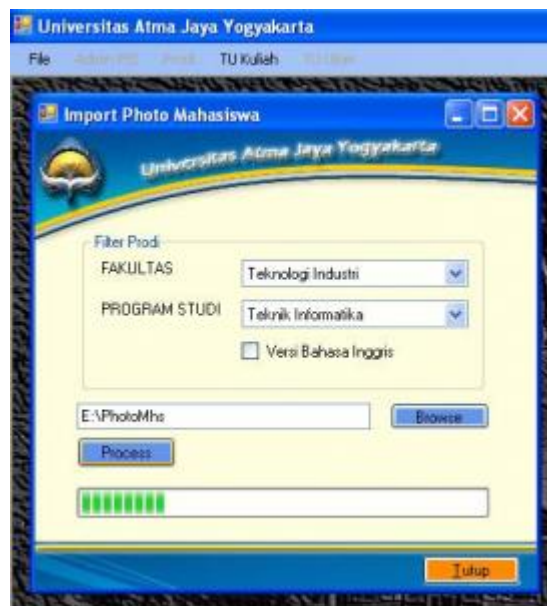 Universitas Atma Jaya Yogyakarta
File TU Kuliah
Import Photo Mahasiswa
Universitas Atma Jaya Yogyakarta
Filter Prodi
FAKULTAS Teknologi Industri
PROGRAM STUDI Teknik Informatika
Versi Bahasa Inggris
E:\PhotoMhs Browse
Process
Tutup